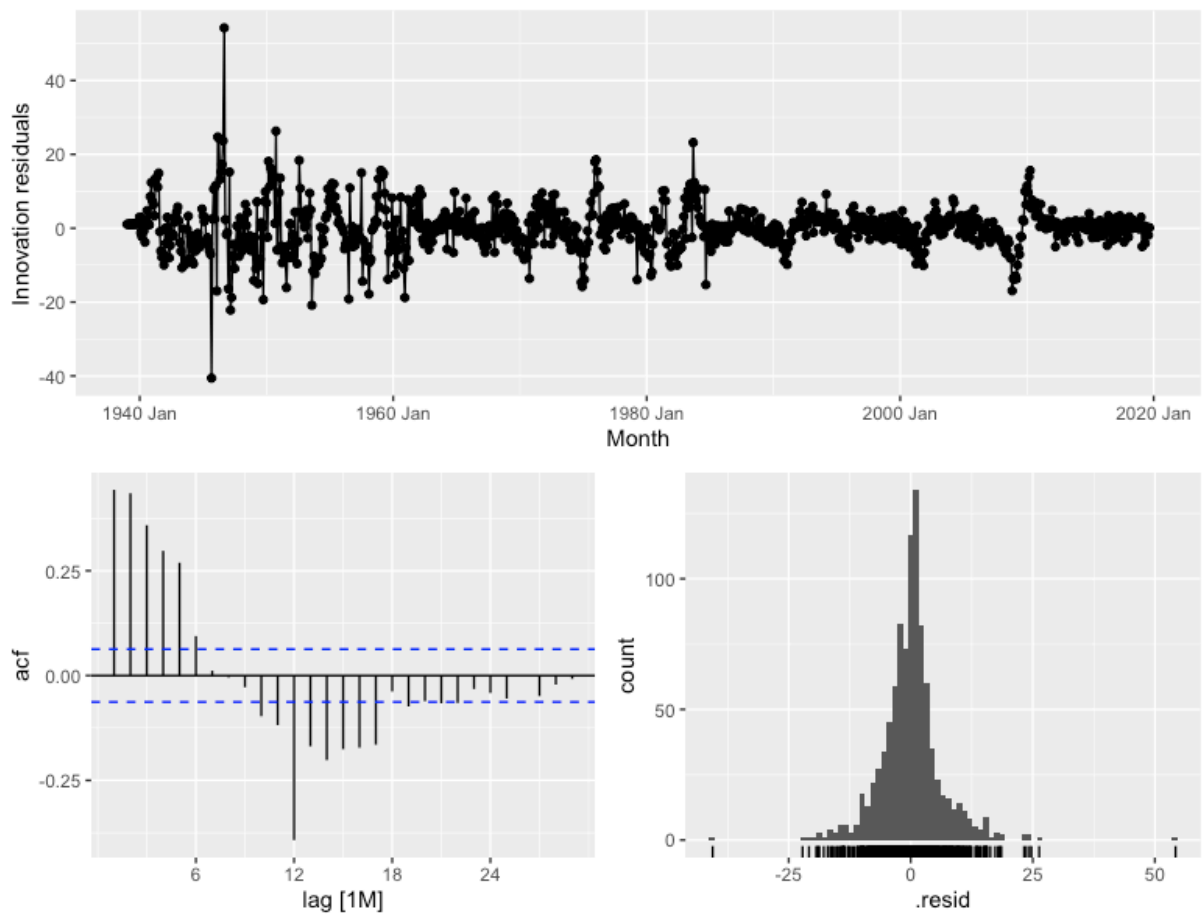 Innovation residuals
40
20
0
-20
-40
1940 Jan 1960 Jan 1980 Jan 2000 Jan 2020 Jan
Month
acf
0.25
0.00
-0.25
6 12 18 24
lag [1M]
count
100
50
0
-25 0 25 50
.resid